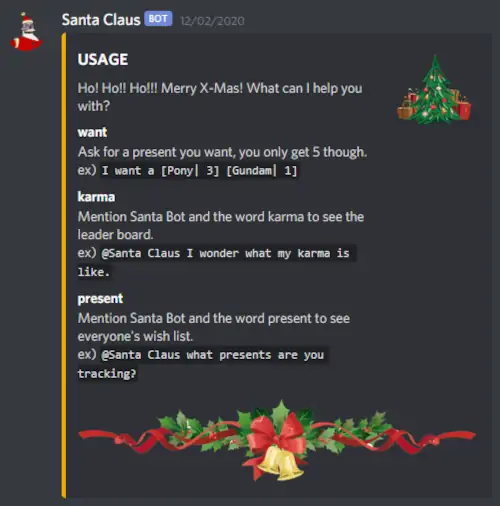 Santa Claus BOT 12/02/2020
USAGE
Ho! Ho!! Ho!!! Merry X-Mas! What can I help you
with?
want
Ask for a present you want, you only get 5 though.
ex) I want a [Pony| 3] [Gundam| 1]
karma
Mention Santa Bot and the word karma to see the
leader board.
ex) @Santa Claus I wonder what my karma is
like.
present
Mention Santa Bot and the word present to see
everyone's wish list.
ex) @Santa Claus what presents are you
tracking?